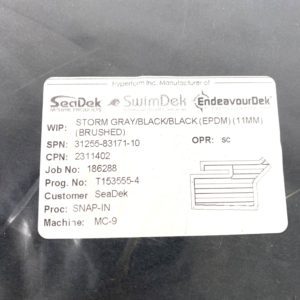 Hyperform Inc. Manufacturer of
SeaDek SwimDek EndeavourDek
WIP: STORM GRAY/BLACK/BLACK (EPDM) (11MM)
(BRUSHED)
SPN: 31255-83171-10 OPR: SC
CPN: 2311402
Job No: 186288
Prog. No: T153555-4
Customer SeaDek
Proc: SNAP-IN
Machine: MC-9